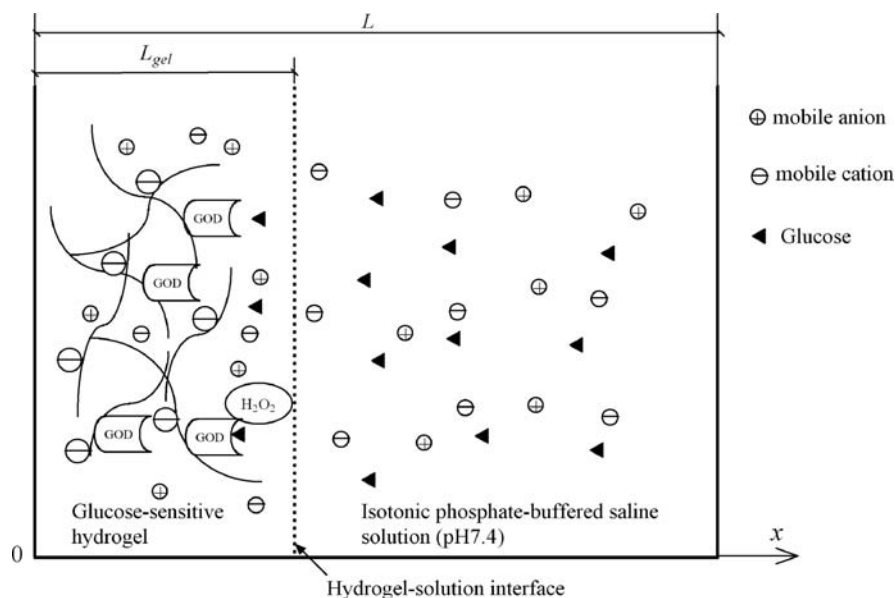 L
L_gel
⊕ mobile anion
⊖ mobile cation
◄ Glucose
GOD
GOD
H₂O₂
GOD
GOD
Glucose-sensitive
hydrogel
Isotonic phosphate-buffered saline
solution (pH7.4)
0
x
Hydrogel-solution interface